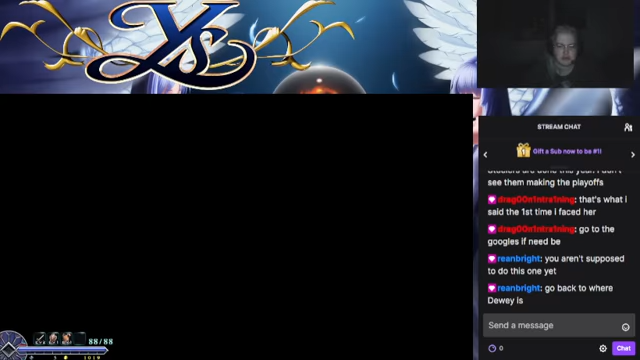 Ys
STREAM CHAT
Gift a Sub now to be #1!
see them making the playoffs
drag00n1ntra1ning: that's what i
said the 1st time i faced her
drag00n1ntra1ning: go to the
googles if need be
reanbright: you aren't supposed
to do this one yet
reanbright: go back to where
Dewey is
Send a message
0
Chat
88/88